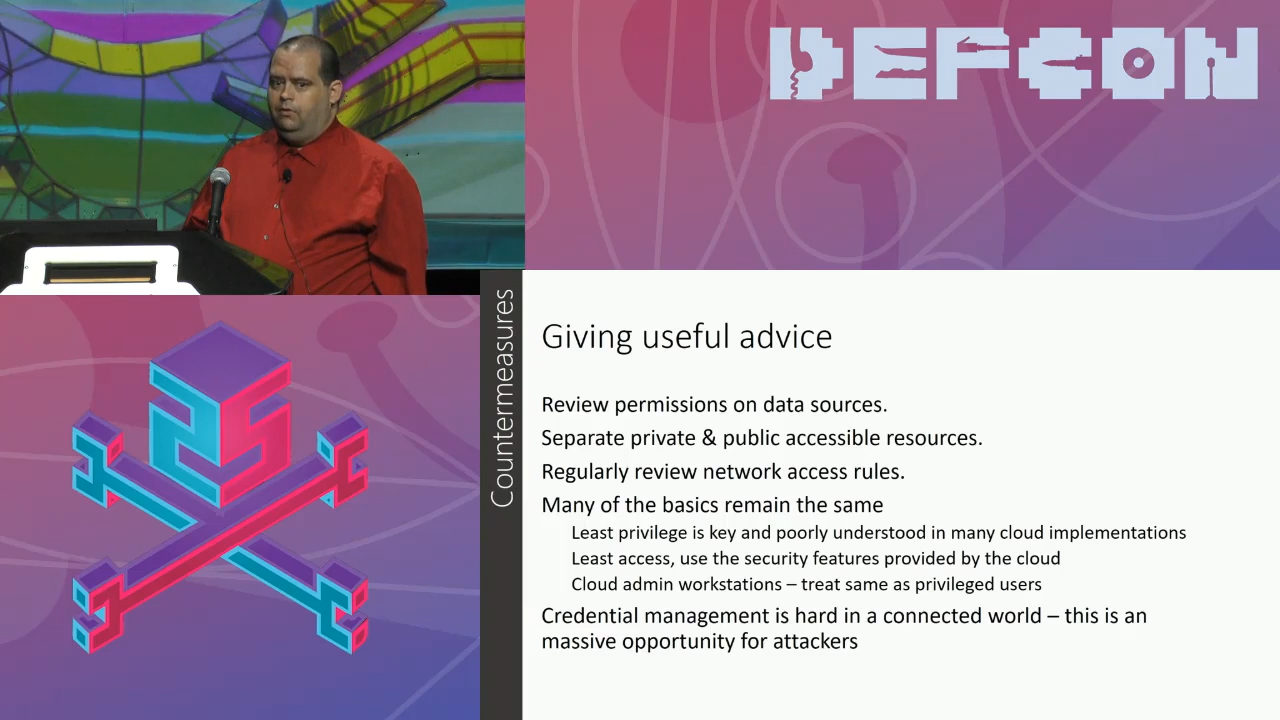 DEFCON
Countermeasures
Giving useful advice
Review permissions on data sources.
Separate private & public accessible resources.
Regularly review network access rules.
Many of the basics remain the same
Least privilege is key and poorly understood in many cloud implementations
Least access, use the security features provided by the cloud
Cloud admin workstations – treat same as privileged users
Credential management is hard in a connected world – this is an
massive opportunity for attackers